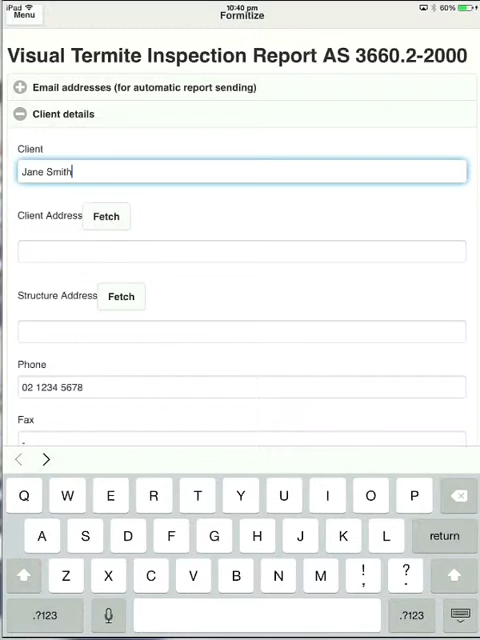 iPad 10:40 pm 60%
Menu Formitize
Visual Termite Inspection Report AS 3660.2-2000
Email addresses (for automatic report sending)
Client details
Client
Jane Smith
Client Address Fetch
Structure Address Fetch
Phone
02 1234 5678
Fax
Q W E R T Y U I O P
A S D F G H J K L return
Z X C V B N M ! , ? .
.?123 .?123